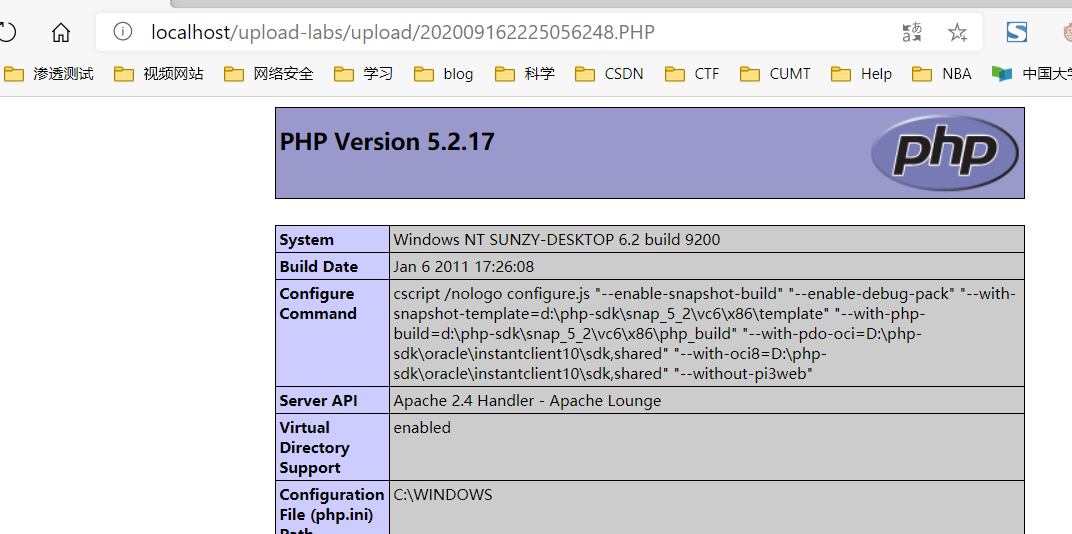 localhost/upload-labs/upload/202009162225056248.PHP
渗透测试 视频网站 网络安全 学习 blog 科学 CSDN CTF CUMT Help NBA 中国大学
PHP Version 5.2.17
php
System Windows NT SUNZY-DESKTOP 6.2 build 9200
Build Date Jan 6 2011 17:26:08
Configure cscript /nologo configure.js "--enable-snapshot-build" "--enable-debug-pack" "--with-
Command snapshot-template=d:\php-sdk\snap_5_2\vc6\x86\template" "--with-php-
build=d:\php-sdk\snap_5_2\vc6\x86\php_build" "--with-pdo-oci=D:\php-
sdk\oracle\instantclient10\sdk,shared" "--with-oci8=D:\php-
sdk\oracle\instantclient10\sdk,shared" "--without-pi3web"
Server API Apache 2.4 Handler - Apache Lounge
Virtual enabled
Directory
Support
Configuration C:\WINDOWS
File (php.ini)
Path